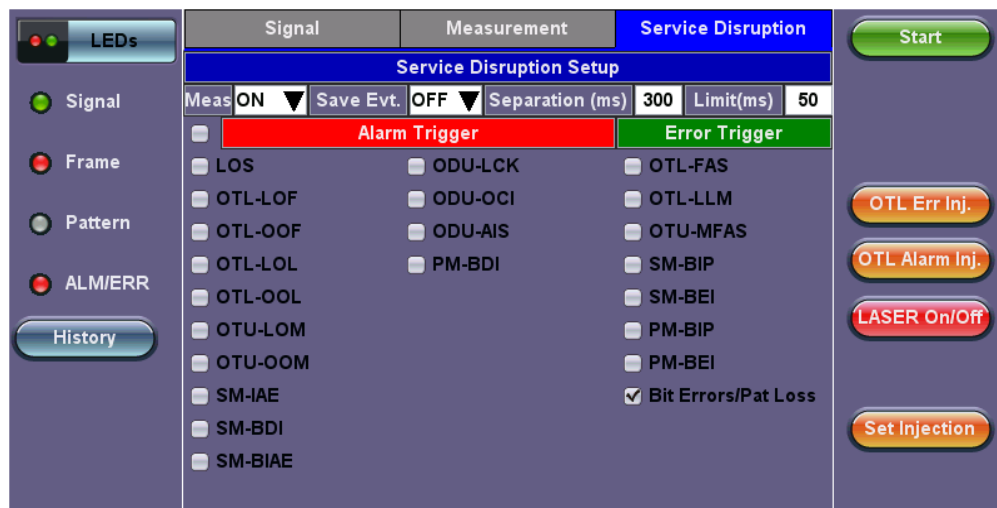 LEDs
Signal
Measurement
Service Disruption
Start
Service Disruption Setup
Signal
Meas ON Save Evt. OFF Separation (ms) 300 Limit(ms) 50
Alarm Trigger
Error Trigger
Frame
LOS
ODU-LCK
OTL-FAS
OTL-LOF
ODU-OCI
OTL-LLM
OTL Err Inj.
Pattern
OTL-OOF
ODU-AIS
OTU-MFAS
OTL-LOL
PM-BDI
SM-BIP
OTL Alarm Inj.
ALM/ERR
OTL-OOL
SM-BEI
LASER On/Off
History
OTU-LOM
PM-BIP
OTU-OOM
PM-BEI
SM-IAE
Bit Errors/Pat Loss
SM-BDI
Set Injection
SM-BIAE